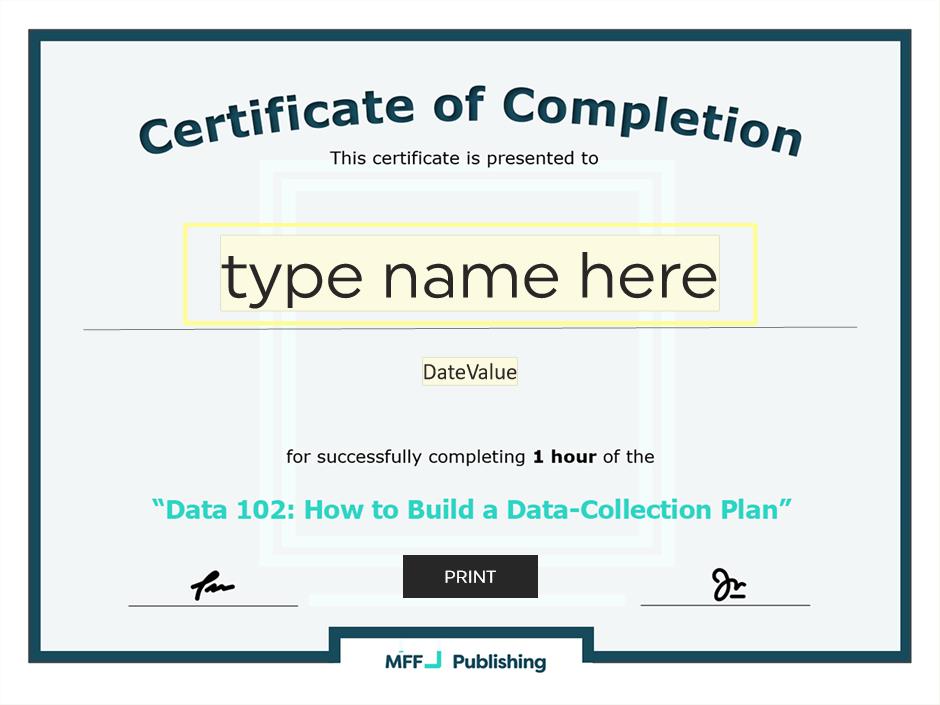 Certificate of Completion
This certificate is presented to
type name here
DateValue
for successfully completing 1 hour of the
“Data 102: How to Build a Data-Collection Plan”
PRINT
MFF Publishing